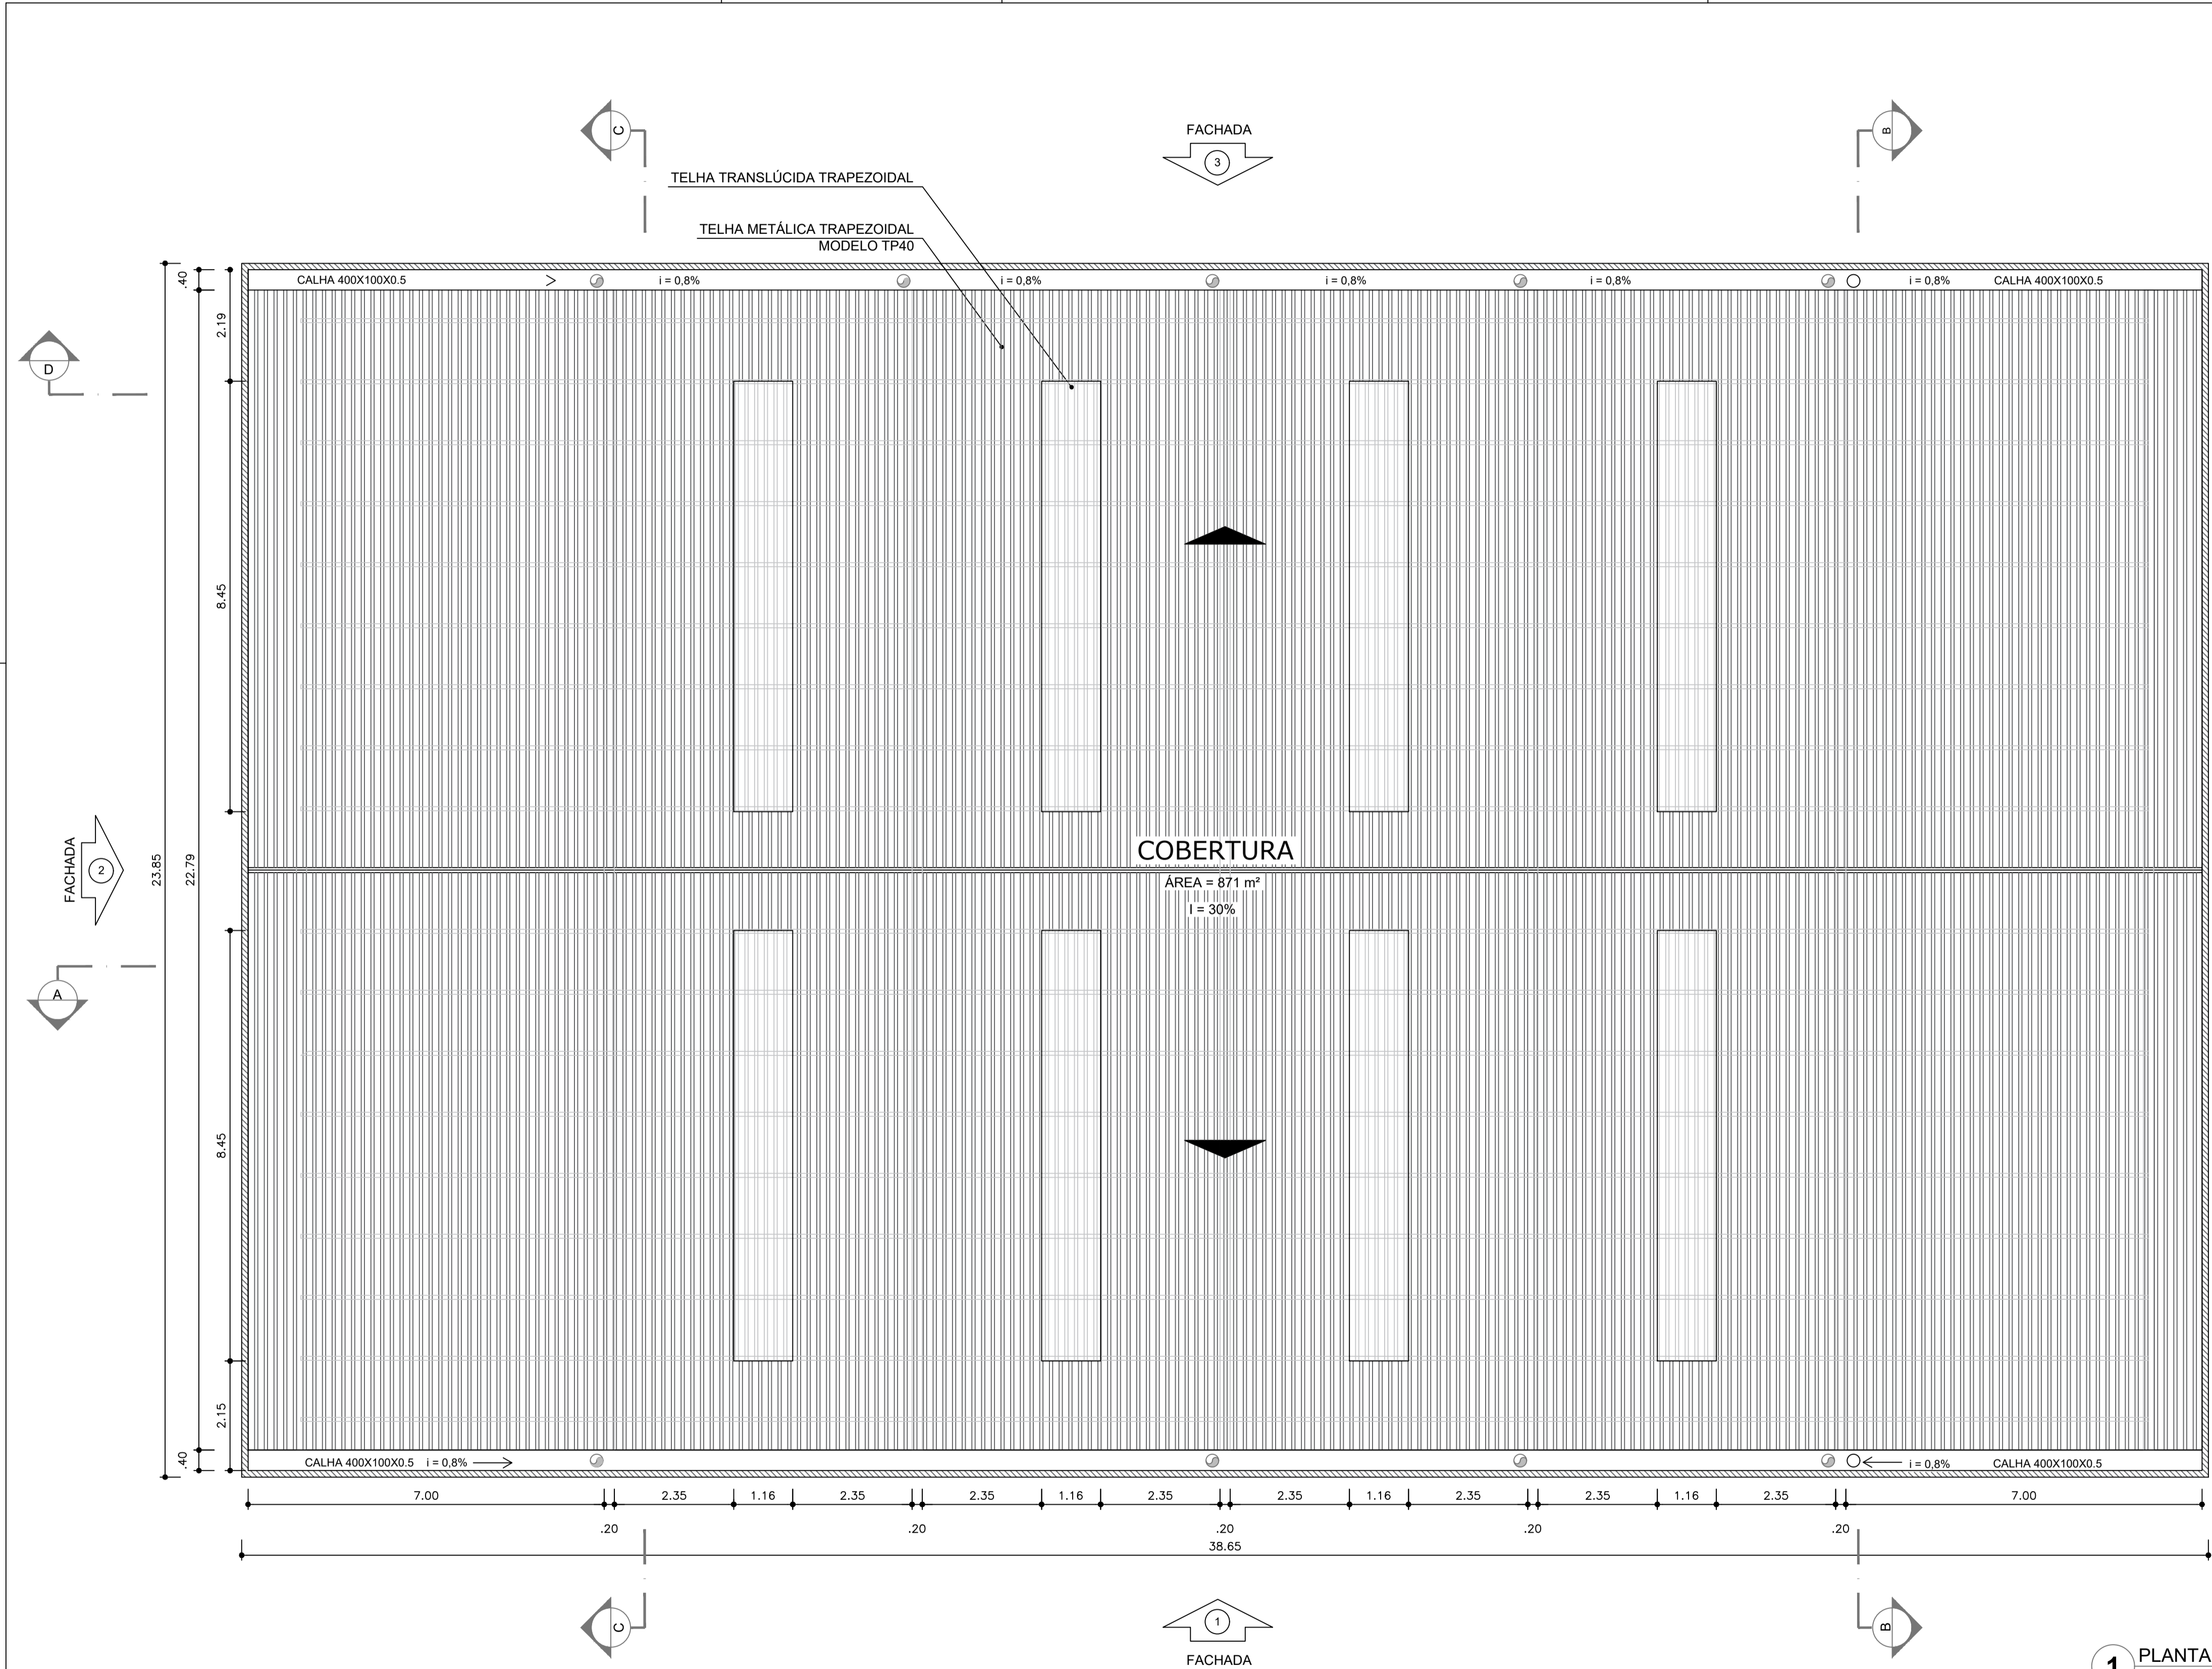 C
FACHADA
3
B
TELHA TRANSLÚCIDA TRAPEZOIDAL
TELHA METÁLICA TRAPEZOIDAL
MODELO TP40
CALHA 400X100X0.5
i = 0,8%
i = 0,8%
i = 0,8%
i = 0,8%
i = 0,8%
CALHA 400X100X0.5
.40
2.19
D
8.45
FACHADA
2
23.85
22.79
COBERTURA
ÁREA = 871 m²
I = 30%
A
8.45
2.15
.40
CALHA 400X100X0.5 i = 0,8%
i = 0,8%
CALHA 400X100X0.5
7.00
2.35
1.16
2.35
2.35
1.16
2.35
2.35
1.16
2.35
2.35
1.16
2.35
7.00
.20
.20
.20
.20
.20
38.65
C
1
FACHADA
B
1
PLANTA